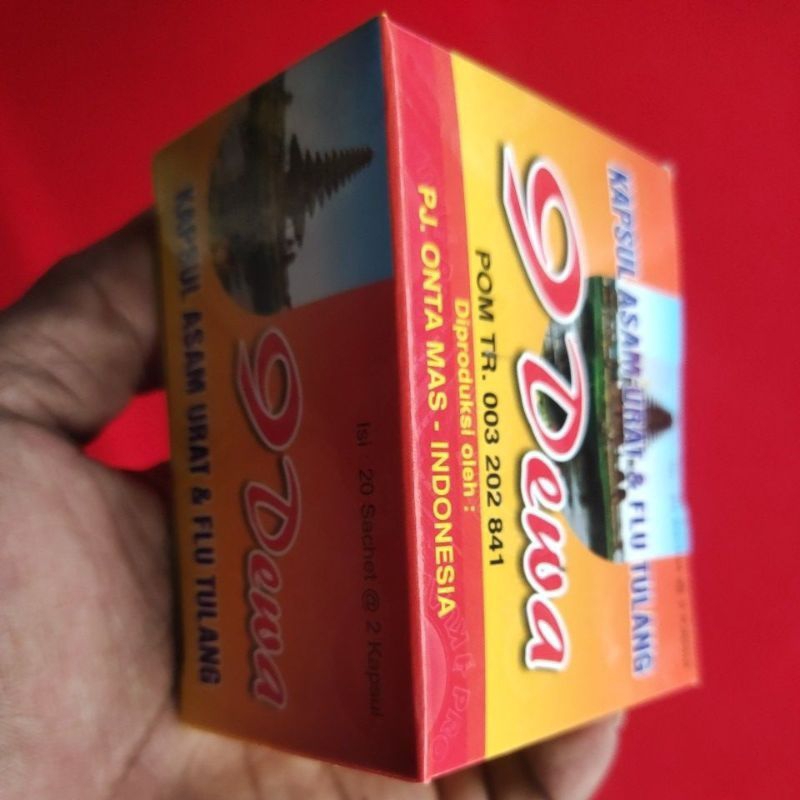 KAPSUL ASAM URAT & FLU TULANG
9 Dewa
POM TR. 003 202 841
Diproduksi oleh :
PJ. ONTA MAS - INDONESIA
9 Dewa
Isi 20 Sachet @ 2 Kapsul
KAPSUL ASAM URAT & FLU TULANG